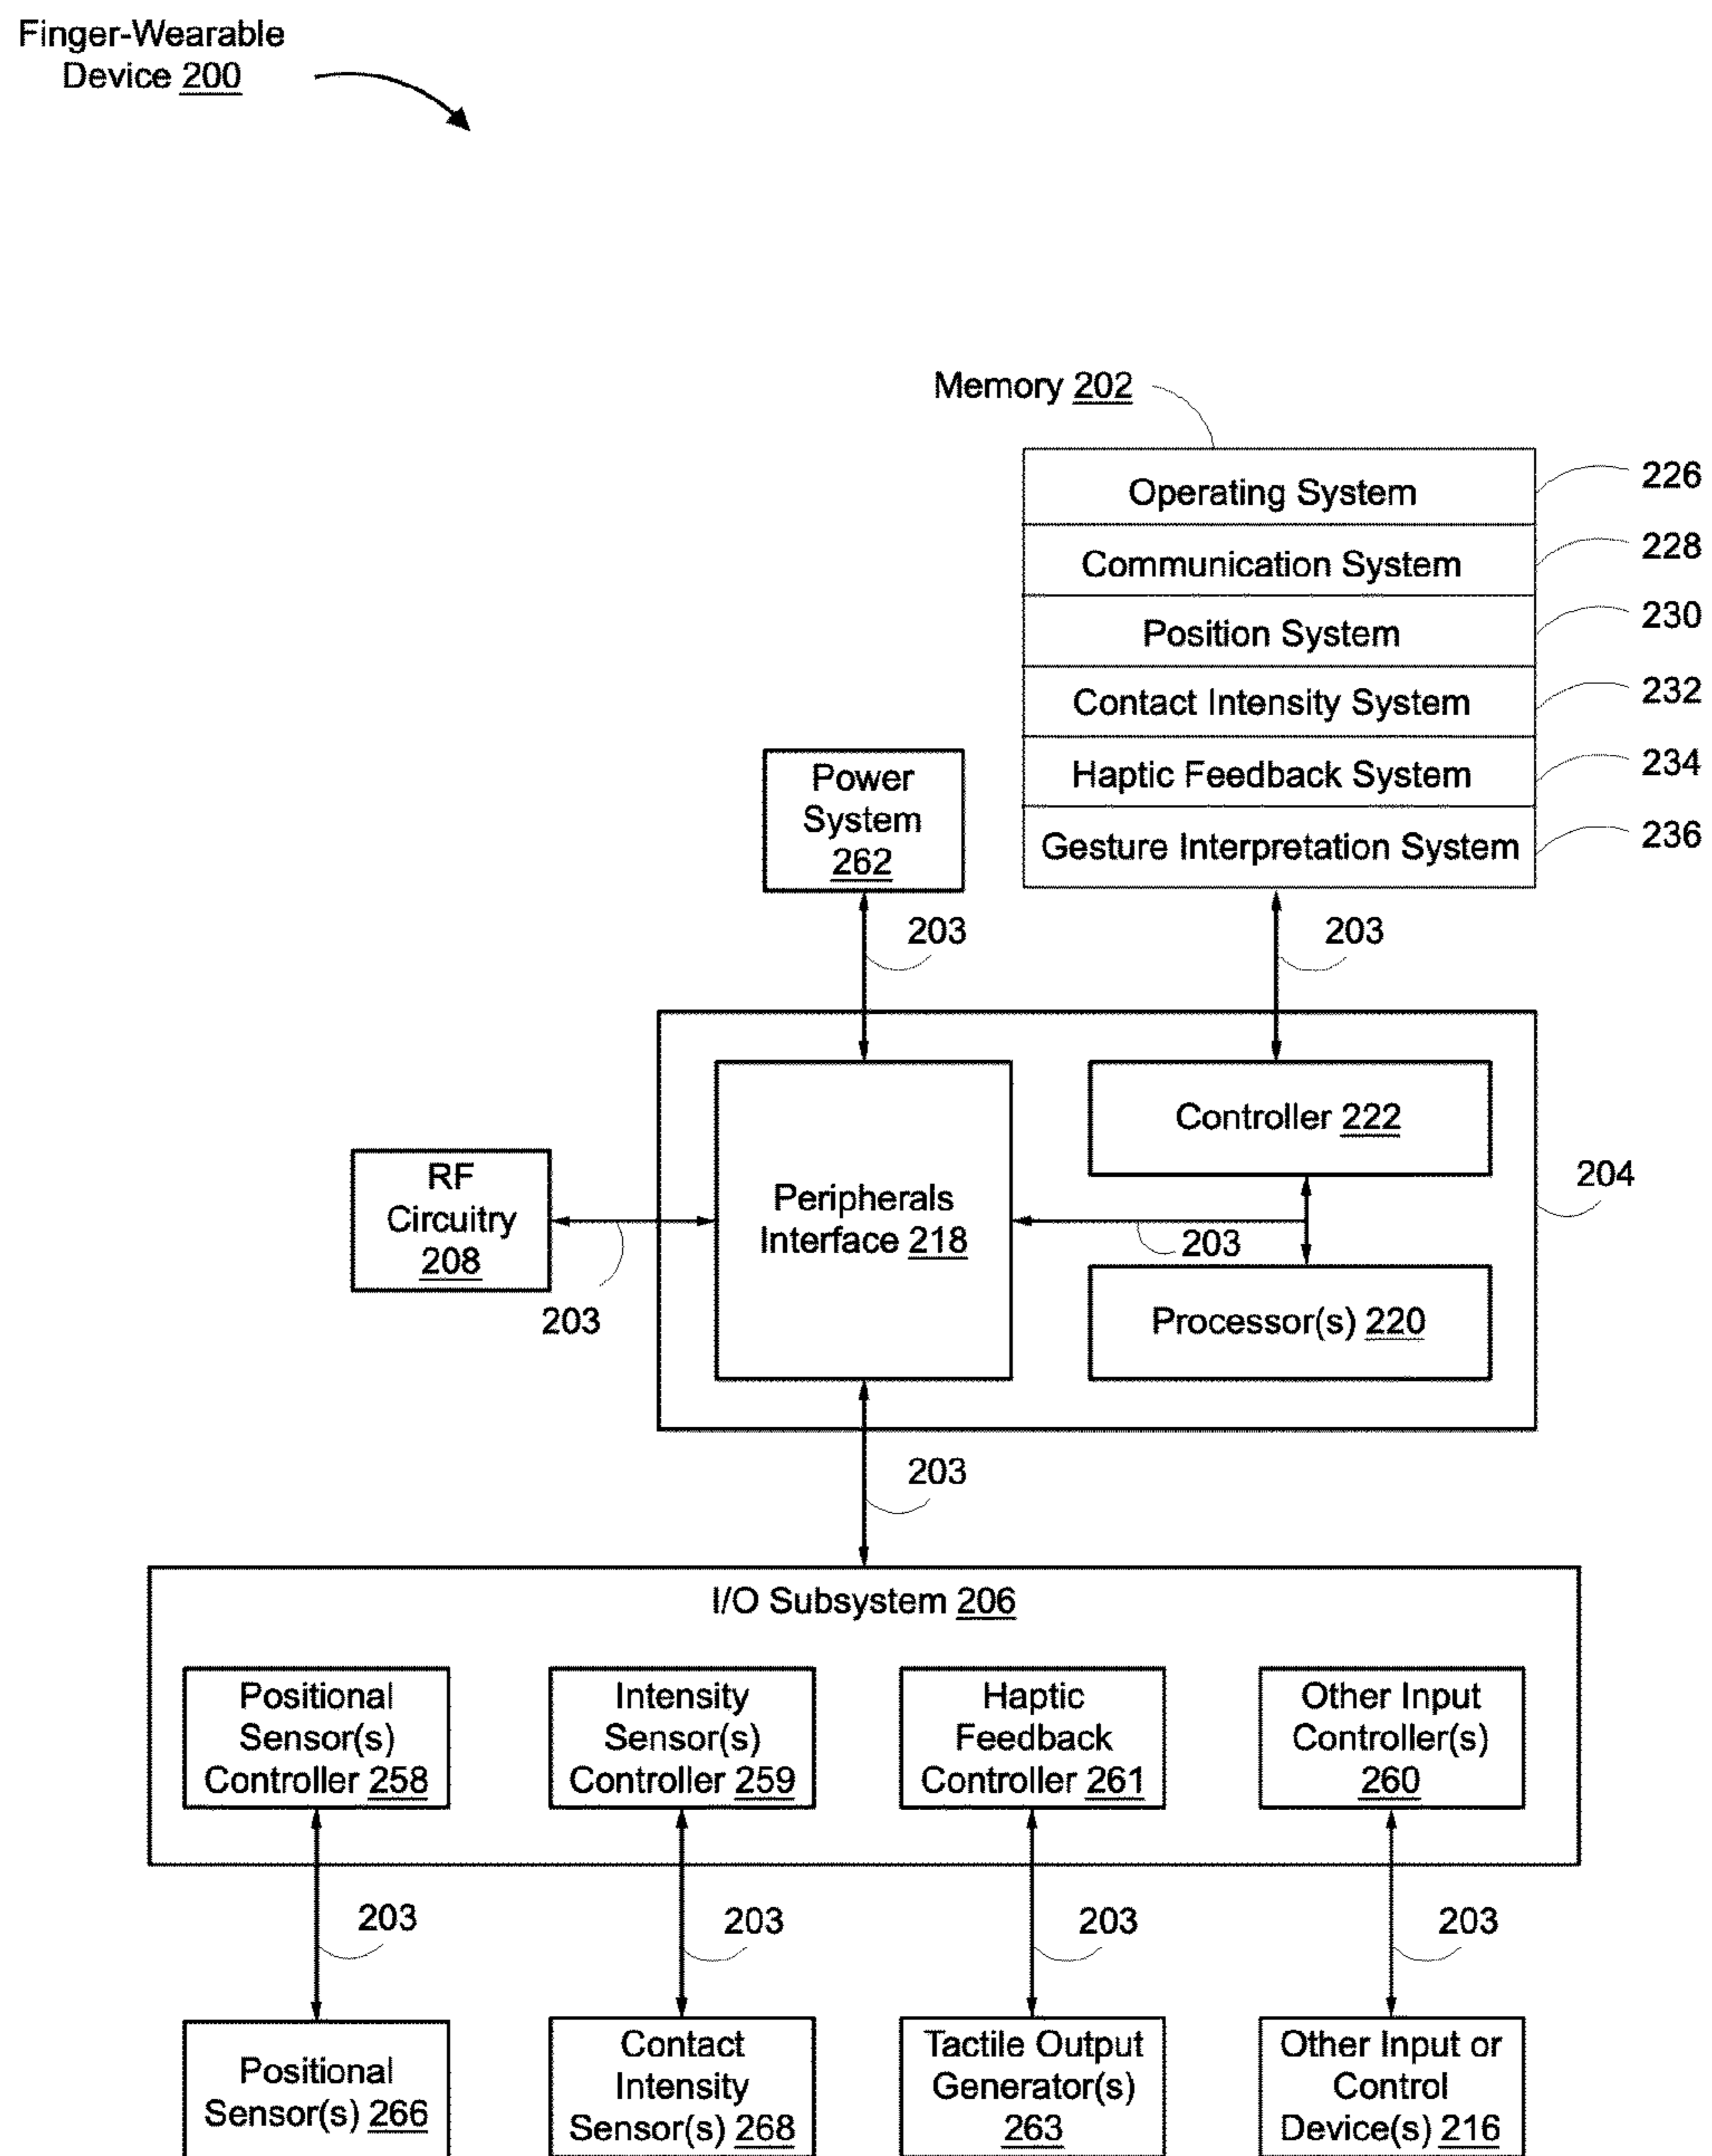 Finger-Wearable
Device 200
Memory 202
Operating System
226
Communication System
228
Position System
230
Contact Intensity System
232
Haptic Feedback System
234
Gesture Interpretation System
236
Power
System
262
203
203
Controller 222
204
RF
Circuitry
208
Peripherals
Interface 218
203
203
Processor(s) 220
203
I/O Subsystem 206
Positional
Sensor(s)
Controller 258
Intensity
Sensor(s)
Controller 259
Haptic
Feedback
Controller 261
Other Input
Controller(s)
260
203
203
203
203
Positional
Sensor(s) 266
Contact
Intensity
Sensor(s) 268
Tactile Output
Generator(s)
263
Other Input or
Control
Device(s) 216